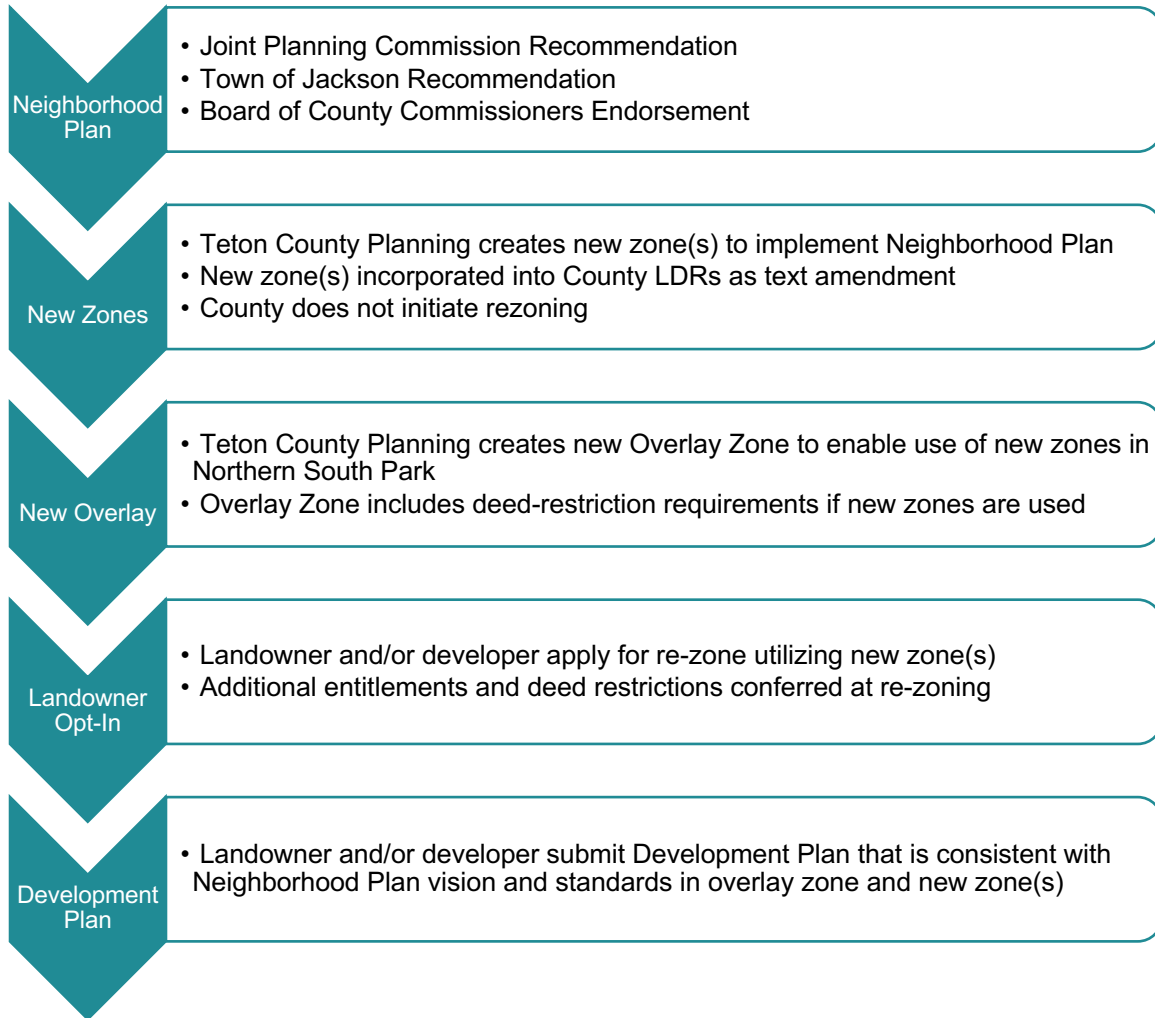 Neighborhood
Plan
• Joint Planning Commission Recommendation
• Town of Jackson Recommendation
• Board of County Commissioners Endorsement
New Zones
• Teton County Planning creates new zone(s) to implement Neighborhood Plan
• New zone(s) incorporated into County LDRs as text amendment
• County does not initiate rezoning
New Overlay
• Teton County Planning creates new Overlay Zone to enable use of new zones in
Northern South Park
• Overlay Zone includes deed-restriction requirements if new zones are used
Landowner
Opt-In
• Landowner and/or developer apply for re-zone utilizing new zone(s)
• Additional entitlements and deed restrictions conferred at re-zoning
Development
Plan
• Landowner and/or developer submit Development Plan that is consistent with
Neighborhood Plan vision and standards in overlay zone and new zone(s)